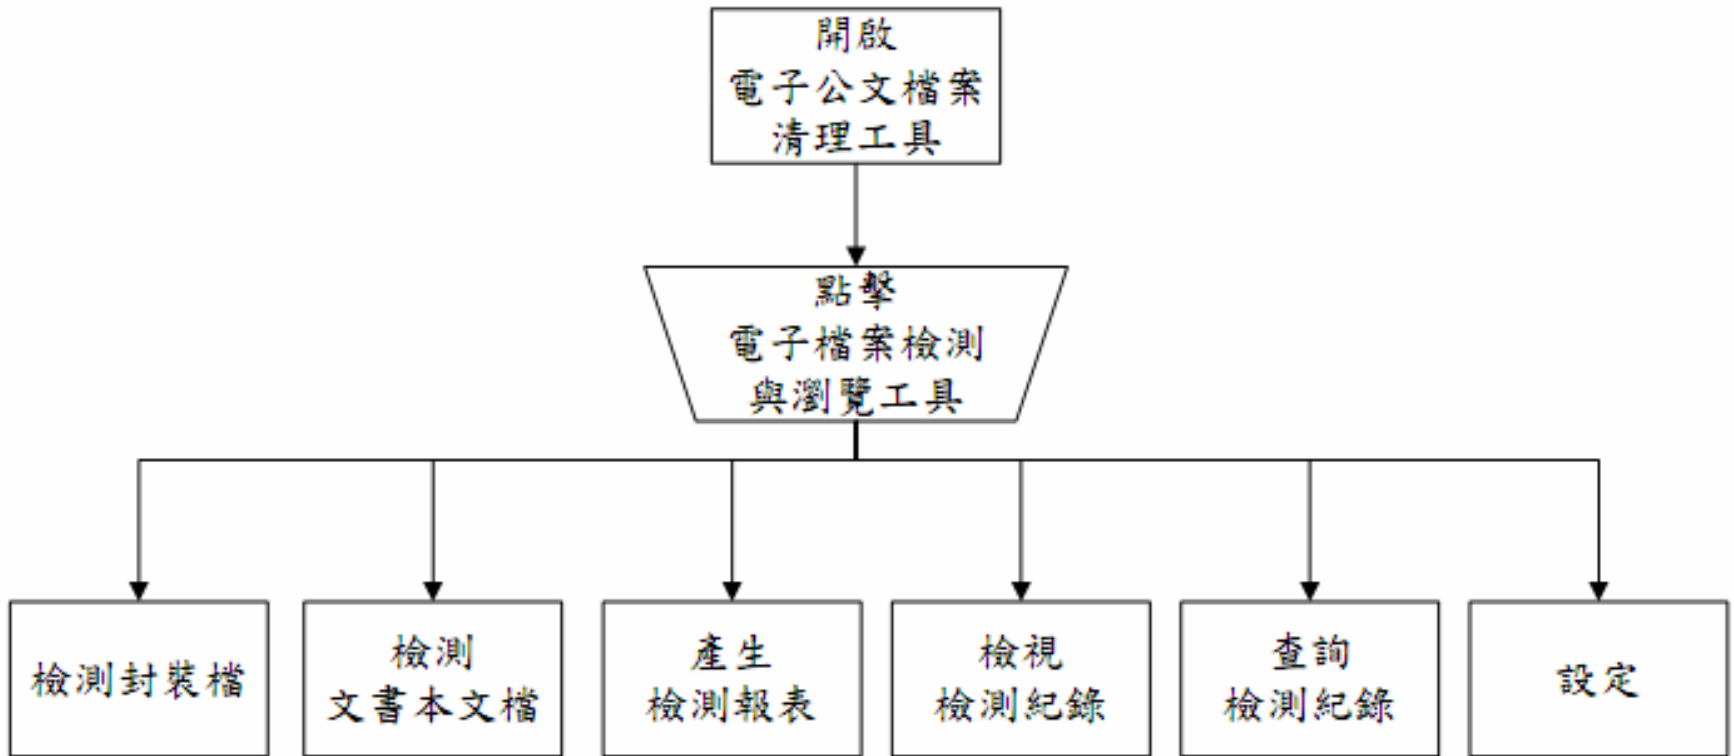 開啟
電子公文檔案
清理工具
點擊
電子檔案檢測
與瀏覽工具
檢測封裝檔
檢測
文書本文檔
產生
檢測報表
檢視
檢測紀錄
查詢
檢測紀錄
設定